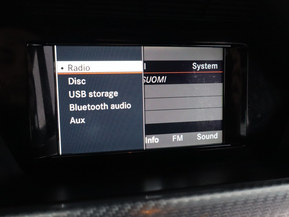 • Radio
System
Disc
SUOMI
USB storage
Bluetooth audio
Aux
Info FM Sound